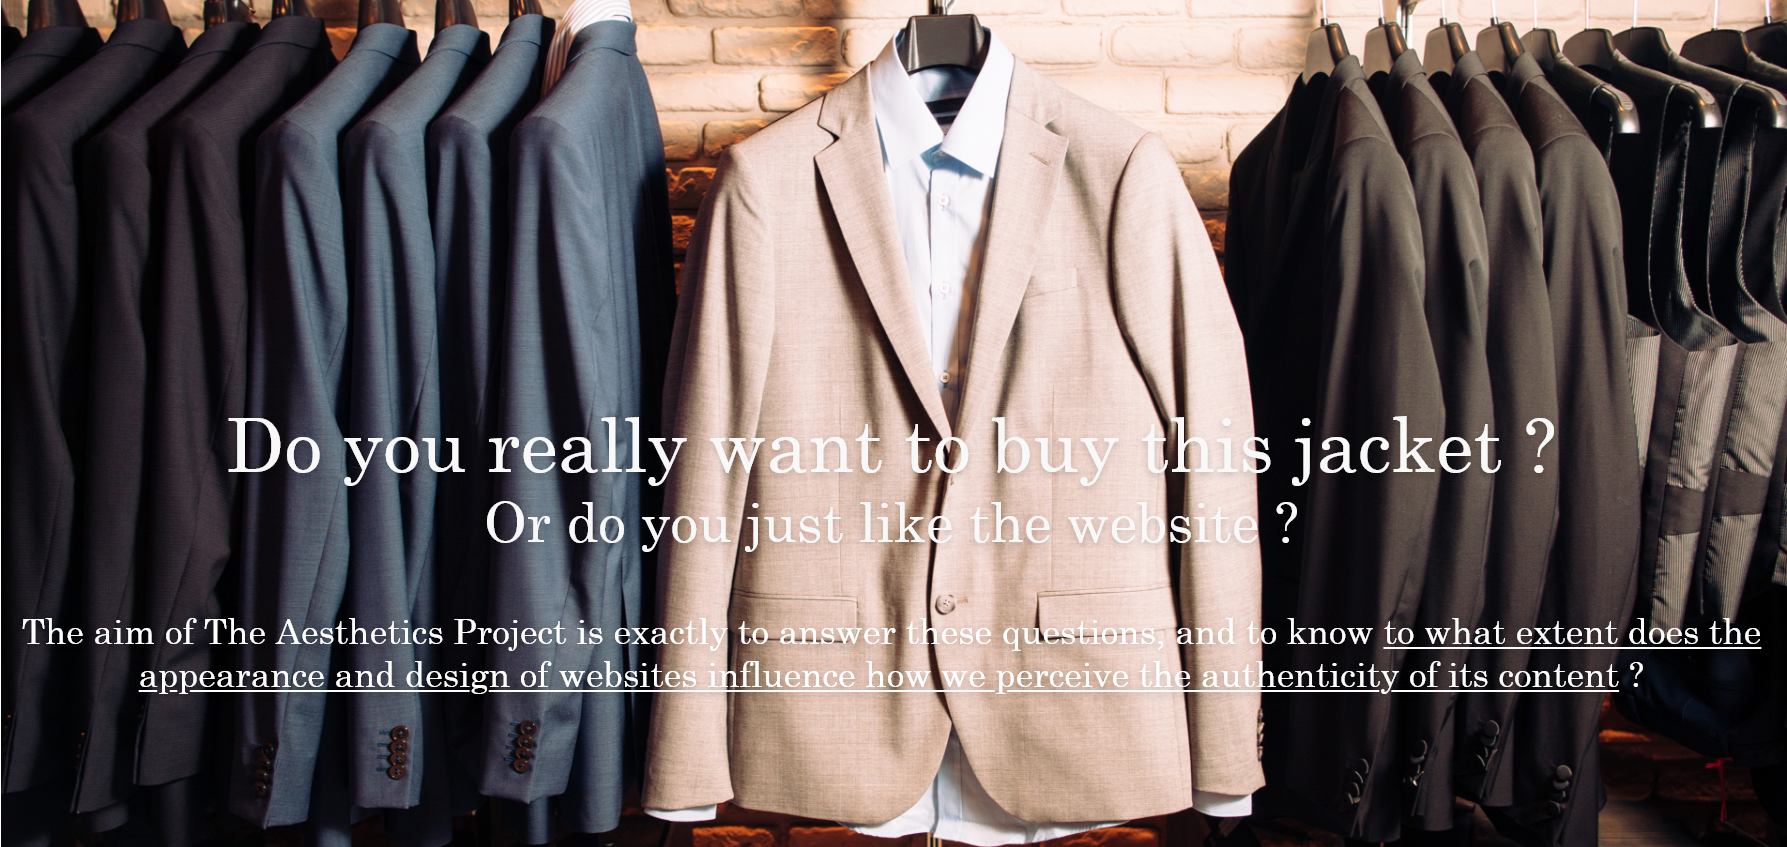 Do you really want to buy this jacket ?
Or do you just like the website ?
The aim of The Aesthetics Project is exactly to answer these questions, and to know to what extent does the
appearance and design of websites influence how we perceive the authenticity of its content ?